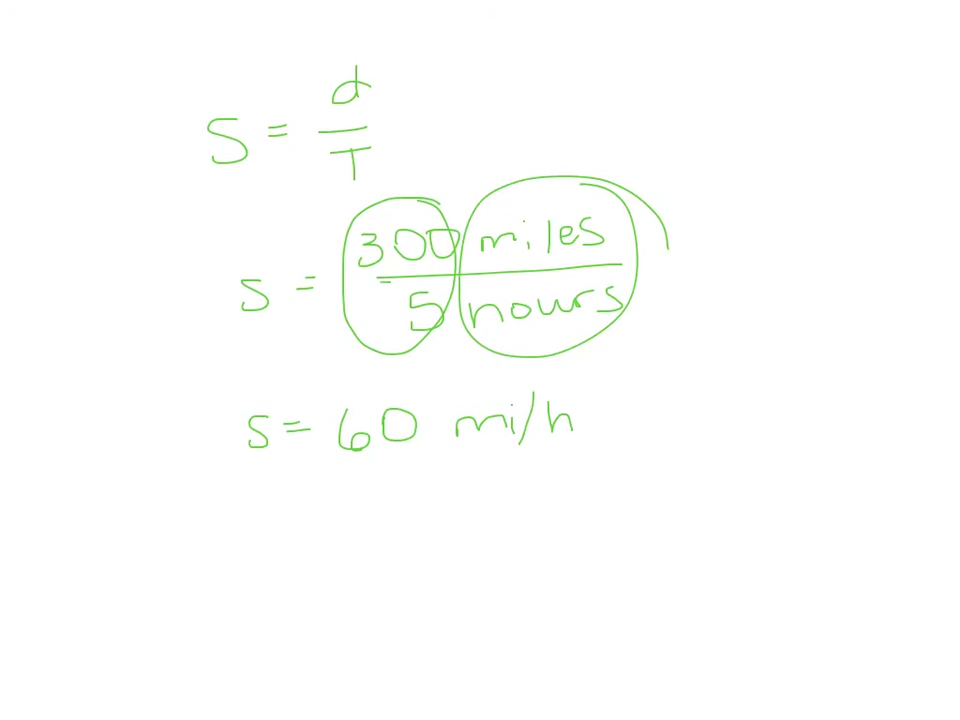 S = d/T
s = 300 miles / 5 hours
s = 60 mi/h